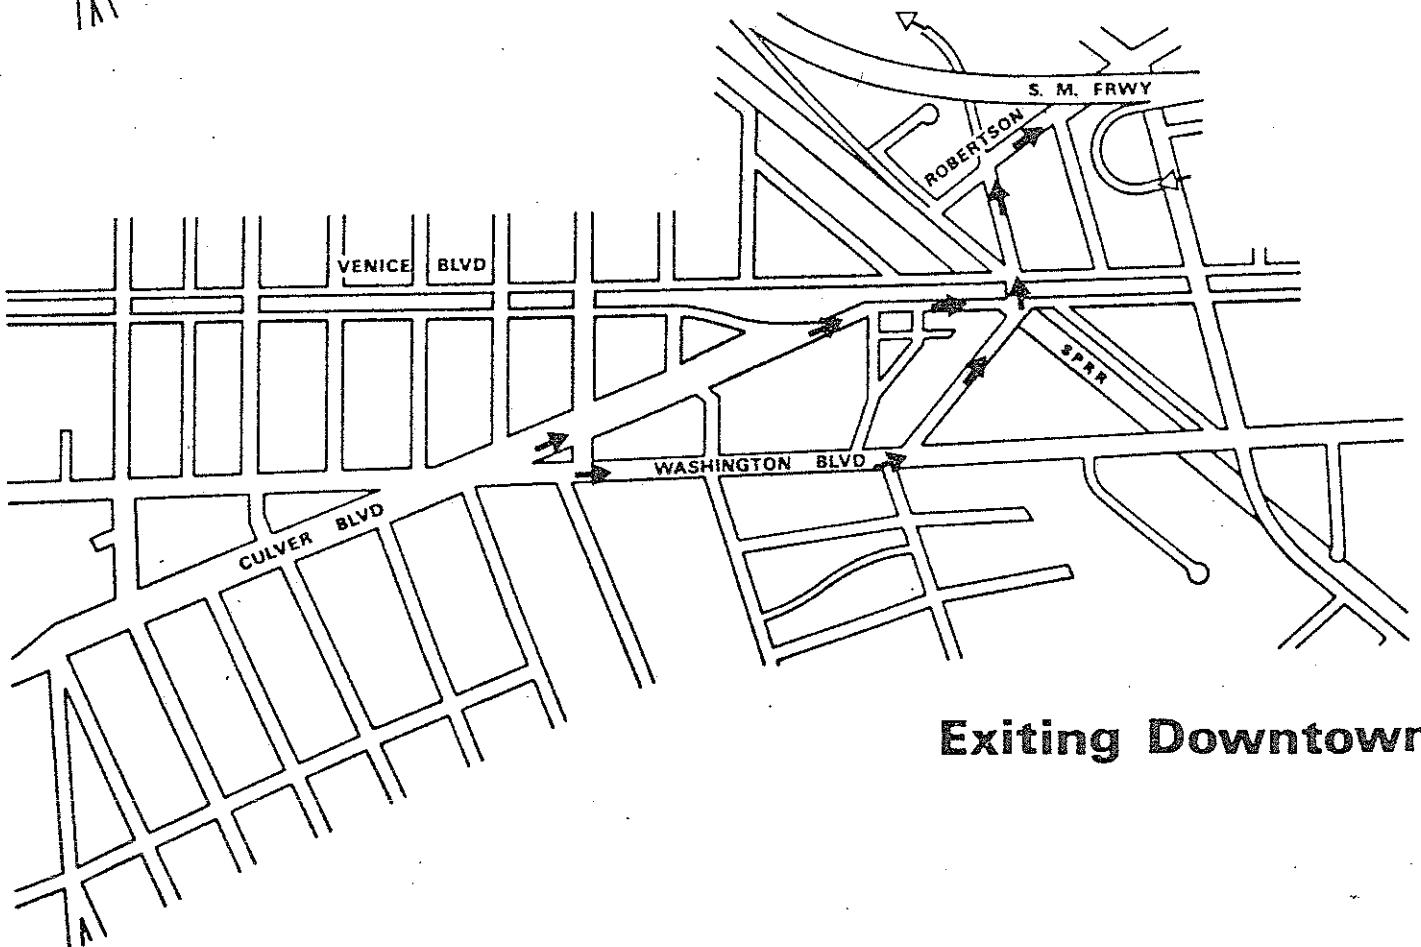 S. M. FRWY
ROBERTSON
VENICE BLVD
SPRR
WASHINGTON BLVD
CULVER BLVD
Exiting Downtown